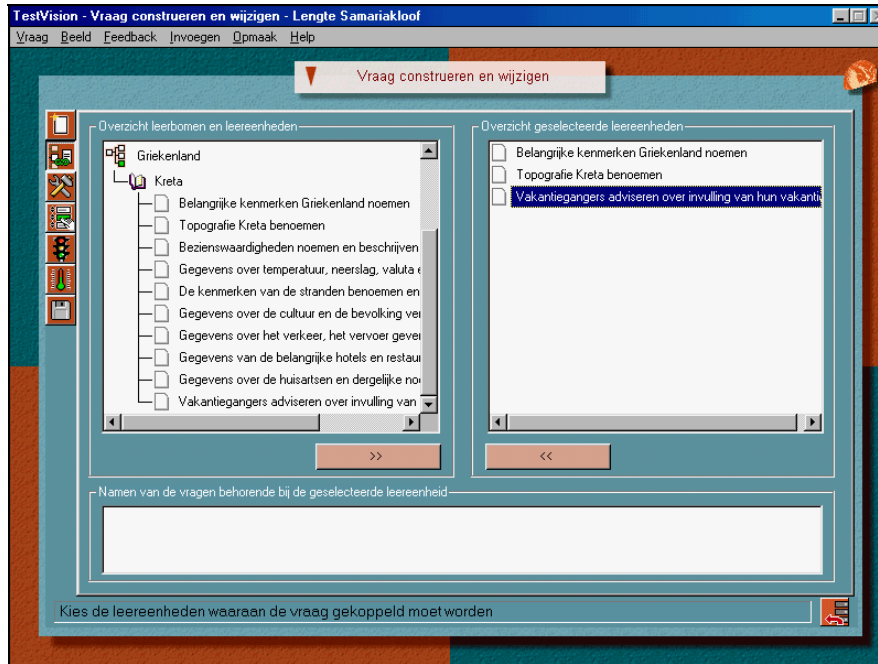 TestVision - Vraag construeren en wijzigen - Lengte Samariakloof
Vraag Beeld Feedback Invoegen Opmaak Help
Vraag construeren en wijzigen
Overzicht leerbomen en leereenheden
Griekenland
Kreta
Belangrijke kenmerken Griekenland noemen
Topografie Kreta benoemen
Bezienswaardigheden noemen en beschrijven
Gegevens over temperatuur, neerslag, valuta e
De kenmerken van de stranden benoemen en
Gegevens over de cultuur en de bevolking ver
Gegevens over het verkeer, het vervoer geven
Gegevens van de belangrijke hotels en restaur
Gegevens over de huisartsen en dergelijke noe
Vakantiegangers adviseren over invulling van
>>
Overzicht geselecteerde leereenheden
Belangrijke kenmerken Griekenland noemen
Topografie Kreta benoemen
Vakantiegangers adviseren over invulling van hun vakanti
<<
Namen van de vragen behorende bij de geselecteerde leereenheid
Kies de leereenheden waaraan de vraag gekoppeld moet worden